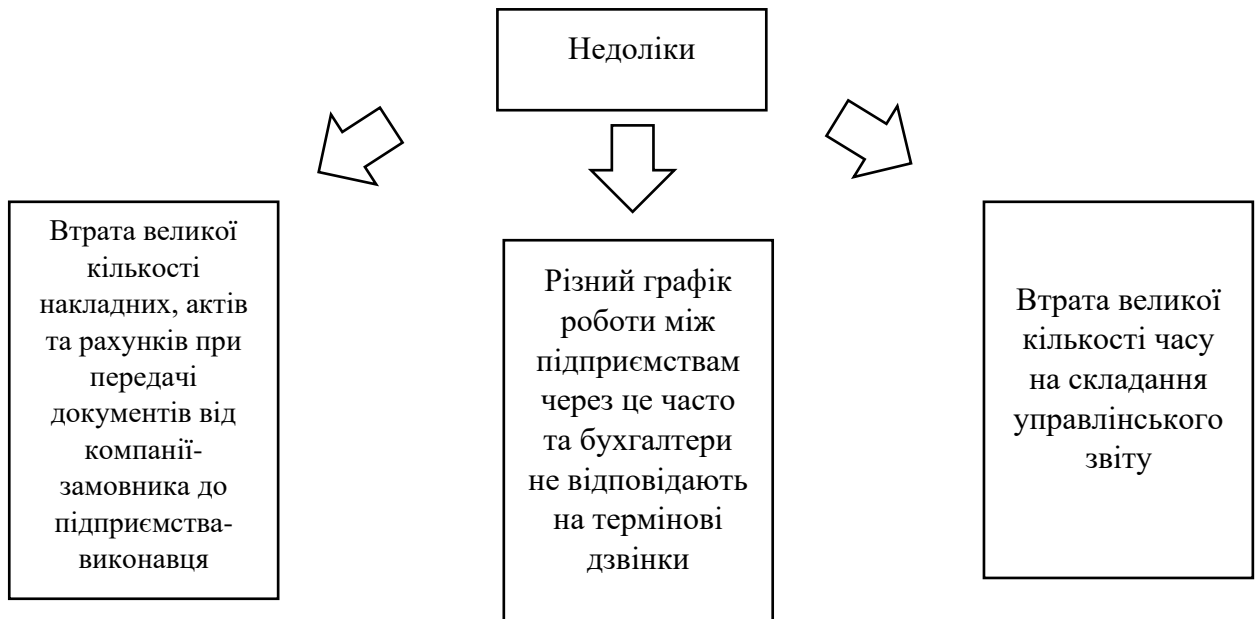 Недоліки
Втрата великої
кількості
накладних, актів
та рахунків при
передачі
документів від
компанії-
замовника до
підприємства-
виконавця
Різний графік
роботи між
підприємствам
через це часто
та бухгалтери
не відповідають
на термінові
дзвінки
Втрата великої
кількості часу
на складання
управлінського
звіту